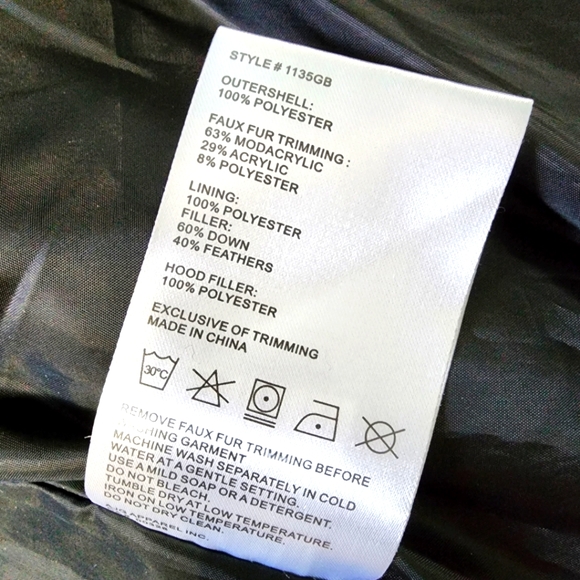 STYLE # 1135GB
OUTERSHELL:
100% POLYESTER
FAUX FUR TRIMMING :
63% MODACRYLIC
29% ACRYLIC
8% POLYESTER
LINING:
100% POLYESTER
FILLER:
60% DOWN
40% FEATHERS
HOOD FILLER:
100% POLYESTER
EXCLUSIVE OF TRIMMING
MADE IN CHINA
30°C
REMOVE FAUX FUR TRIMMING BEFORE
WASHING GARMENT
MACHINE WASH SEPARATELY IN COLD
WATER AT A GENTLE SETTING.
USE A MILD SOAP OR A DETERGENT.
DO NOT BLEACH.
TUMBLE DRY AT LOW TEMPERATURE.
IRON ON LOW TEMPERATURE.
DO NOT DRY CLEAN.
APPAREL INC.